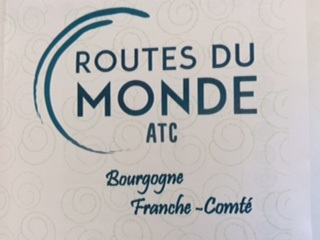 ROUTES DU
MONDE
ATC
Bourgogne
Franche-Comté